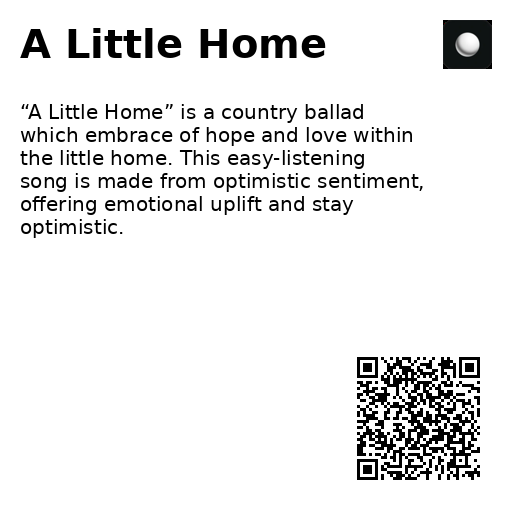 A Little Home
“A Little Home” is a country ballad
which embrace of hope and love within
the little home. This easy-listening
song is made from optimistic sentiment,
offering emotional uplift and stay
optimistic.